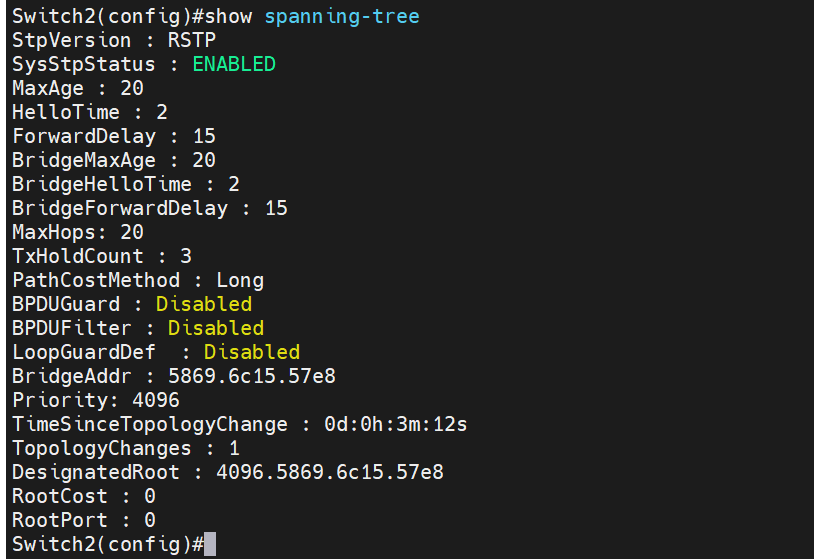 Switch2(config)#show spanning-tree
StpVersion : RSTP
SysStpStatus : ENABLED
MaxAge : 20
HelloTime : 2
ForwardDelay : 15
BridgeMaxAge : 20
BridgeHelloTime : 2
BridgeForwardDelay : 15
MaxHops: 20
TxHoldCount : 3
PathCostMethod : Long
BPDUGuard : Disabled
BPDUFilter : Disabled
LoopGuardDef  : Disabled
BridgeAddr : 5869.6c15.57e8
Priority: 4096
TimeSinceTopologyChange : 0d:0h:3m:12s
TopologyChanges : 1
DesignatedRoot : 4096.5869.6c15.57e8
RootCost : 0
RootPort : 0
Switch2(config)#